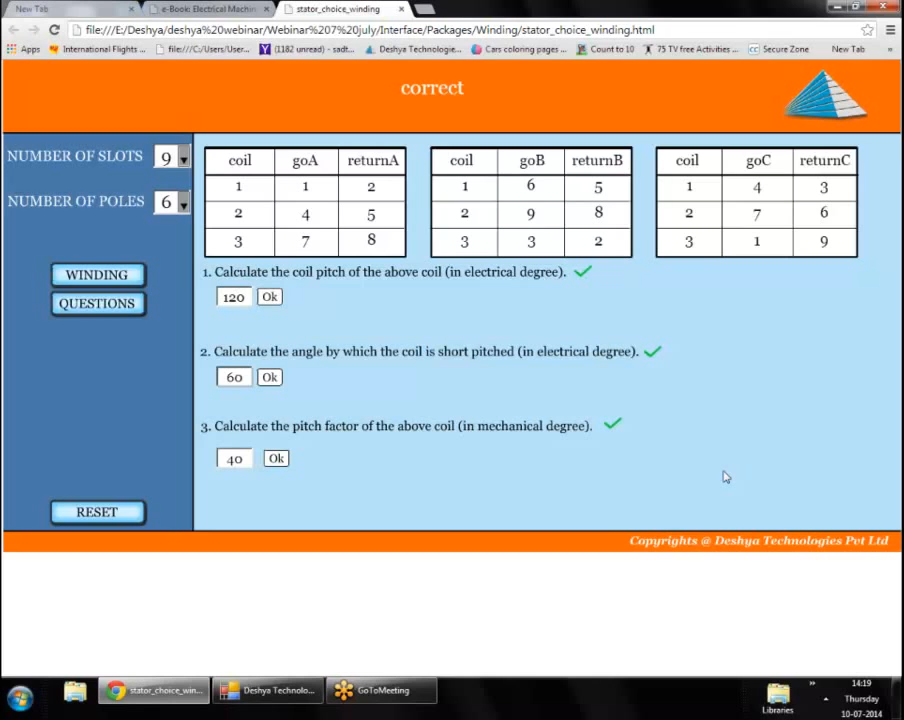 New Tab
e-Book: Electrical Machin
stator_choice_winding
file:///E:/Deshya/deshya%20webinar/Webinar%207%20july/Interface/Packages/Winding/stator_choice_winding.html
Apps International Flights ... file:///C:/Users/User... (1182 unread) - sadt... Deshya Technologie... Cars coloring pages ... Count to 10 75 TV free Activities ... CC Secure Zone New Tab
correct
NUMBER OF SLOTS 9
NUMBER OF POLES 6
WINDING
QUESTIONS
RESET
coil goA returnA
1 1 2
2 4 5
3 7 8
coil goB returnB
1 6 5
2 9 8
3 3 2
coil goC returnC
1 4 3
2 7 6
3 1 9
1. Calculate the coil pitch of the above coil (in electrical degree).
120 Ok
2. Calculate the angle by which the coil is short pitched (in electrical degree).
60 Ok
3. Calculate the pitch factor of the above coil (in mechanical degree).
40 Ok
Copyrights @ Deshya Technologies Pvt Ltd
stator_choice_win...
Deshya Technolo...
GoToMeeting
Libraries
14:19
Thursday
10-07-2014